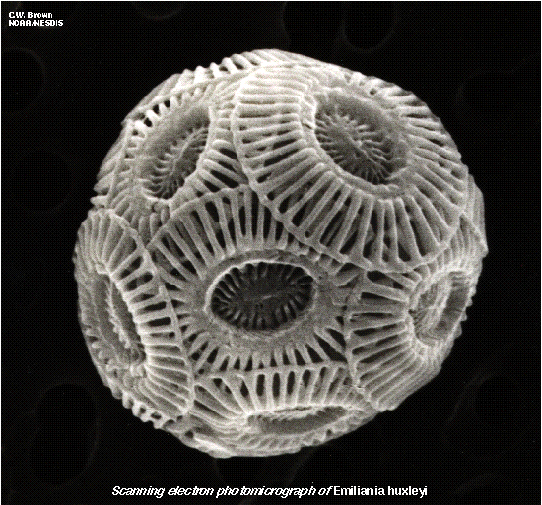 C.W. Brown
NOAA/NESDIS
Scanning electron photomicrograph of Emiliania huxleyi